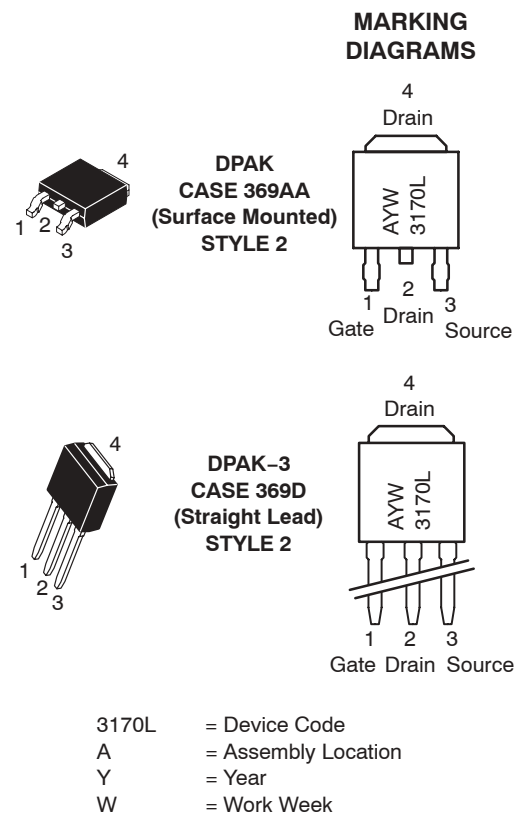 MARKING
DIAGRAMS
4
Drain
4
1
2
3
DPAK
CASE 369AA
(Surface Mounted)
STYLE 2
AYW
3170L
1
Gate
2
Drain
3
Source
4
Drain
4
1
2
3
DPAK−3
CASE 369D
(Straight Lead)
STYLE 2
AYW
3170L
1 2 3
Gate Drain Source
3170L = Device Code
A = Assembly Location
Y = Year
W = Work Week